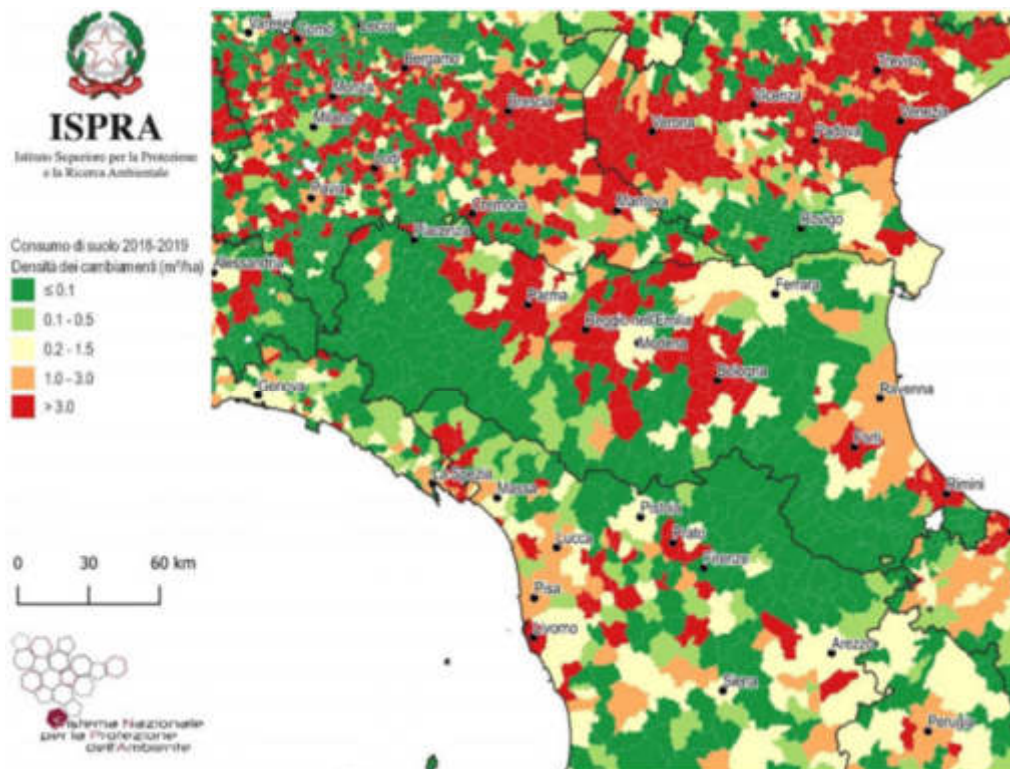 ISPRA
Istituto Superiore per la Protezione
e la Ricerca Ambientale
Consumo di suolo 2018-2019
Densità dei cambiamenti (m²/ha)
≤ 0.1
0.1 - 0.5
0.2 - 1.5
1.0 - 3.0
> 3.0
0 30 60 km
Sistema Nazionale
per la Protezione
dell'Ambiente
Varese
Como
Lecco
Bergamo
Monza
Milano
Brescia
Lodi
Pavia
Cremona
Piacenza
Mantova
Verona
Vicenza
Treviso
Padova
Venezia
Rovigo
Alessandria
Genova
Parma
Reggio nell'Emilia
Modena
Bologna
Ferrara
Ravenna
Forlì
Rimini
La Spezia
Massa
Lucca
Pistoia
Prato
Firenze
Pisa
Livorno
Siena
Arezzo
Perugia